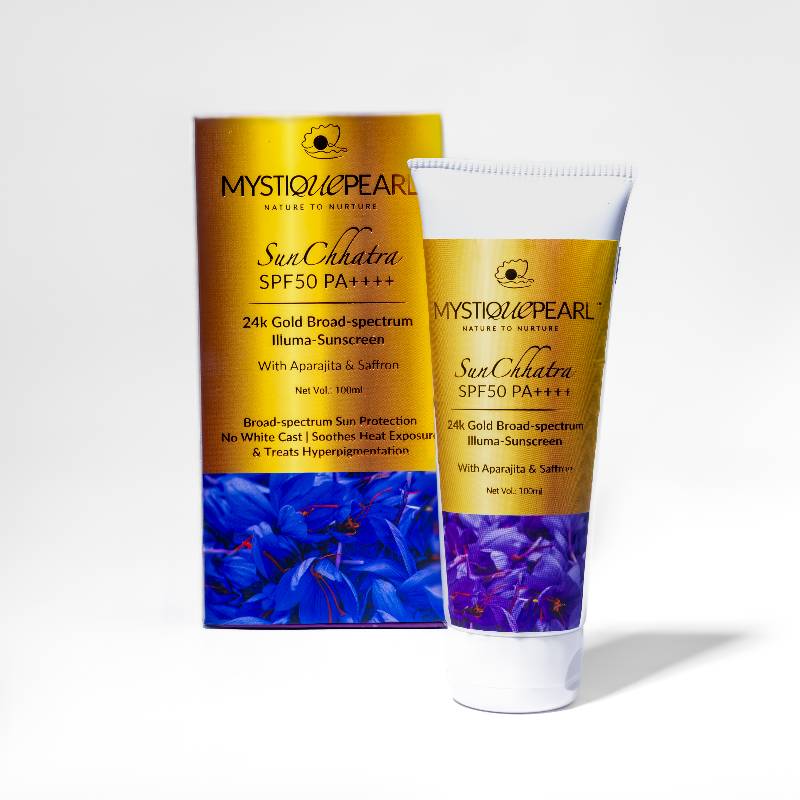 MYSTIQUEPEARL
NATURE TO NURTURE
SunChhatra
SPF50 PA++++
24k Gold Broad-spectrum
Illuma-Sunscreen
With Aparajita & Saffron
Net Vol.: 100ml
Broad-spectrum Sun Protection
No White Cast | Soothes Heat Exposure
& Treats Hyperpigmentation
MYSTIQUEPEARL™
NATURE TO NURTURE
SunChhatra
SPF50 PA++++
24k Gold Broad-spectrum
Illuma-Sunscreen
With Aparajita & Saffron
Net Vol.: 100ml